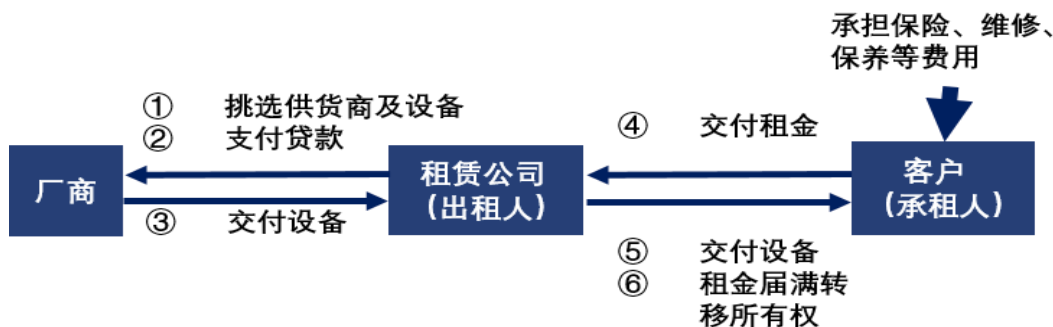 承担保险、维修、
保养等费用
① 挑选供货商及设备
② 支付贷款
④ 交付租金
厂商
租赁公司
（出租人）
客户
（承租人）
③ 交付设备
⑤ 交付设备
⑥ 租金届满转
移所有权